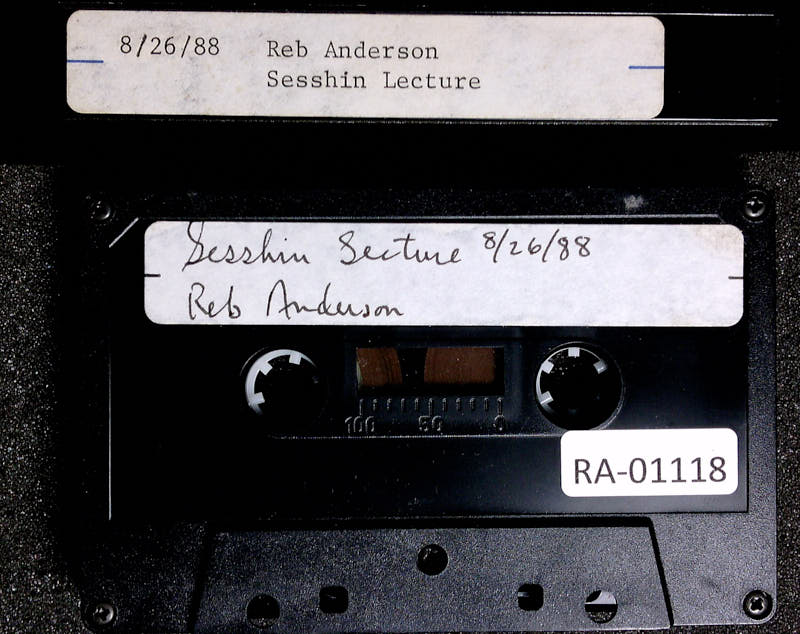 8/26/88 Reb Anderson
Sesshin Lecture
Sesshin Lecture 8/26/88
Reb Anderson
100 50 0
RA-01118